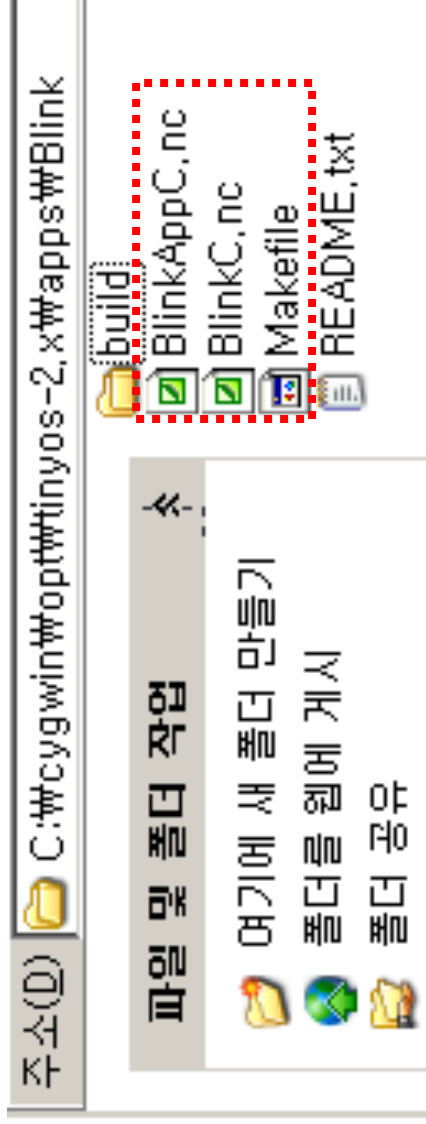 주소(D) C:₩cygwin₩opt₩tinyos-2.x₩apps₩Blink
파일 및 폴더 작업
여기에 새 폴더 만들기
폴더를 웹에 게시
폴더 공유
build
BlinkAppC.nc
BlinkC.nc
Makefile
README.txt